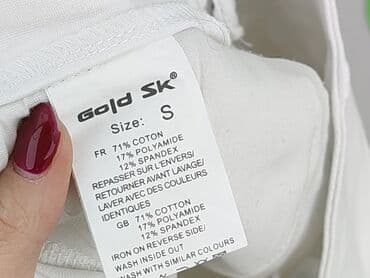 Gold SK®
Size: S
FR 71% COTON
17% POLYAMIDE
12% SPANDEX
REPASSER SUR L'ENVERS/
RETOURNER AVANT LAVAGE/
LAVER AVEC DES COULEURS
IDENTIQUES
GB 71% COTON
17% POLYAMIDE
12% SPANDEX
IRON ON REVERSE SIDE/
WASH INSIDE OUT
WASH WITH SIMILAR COLOURS